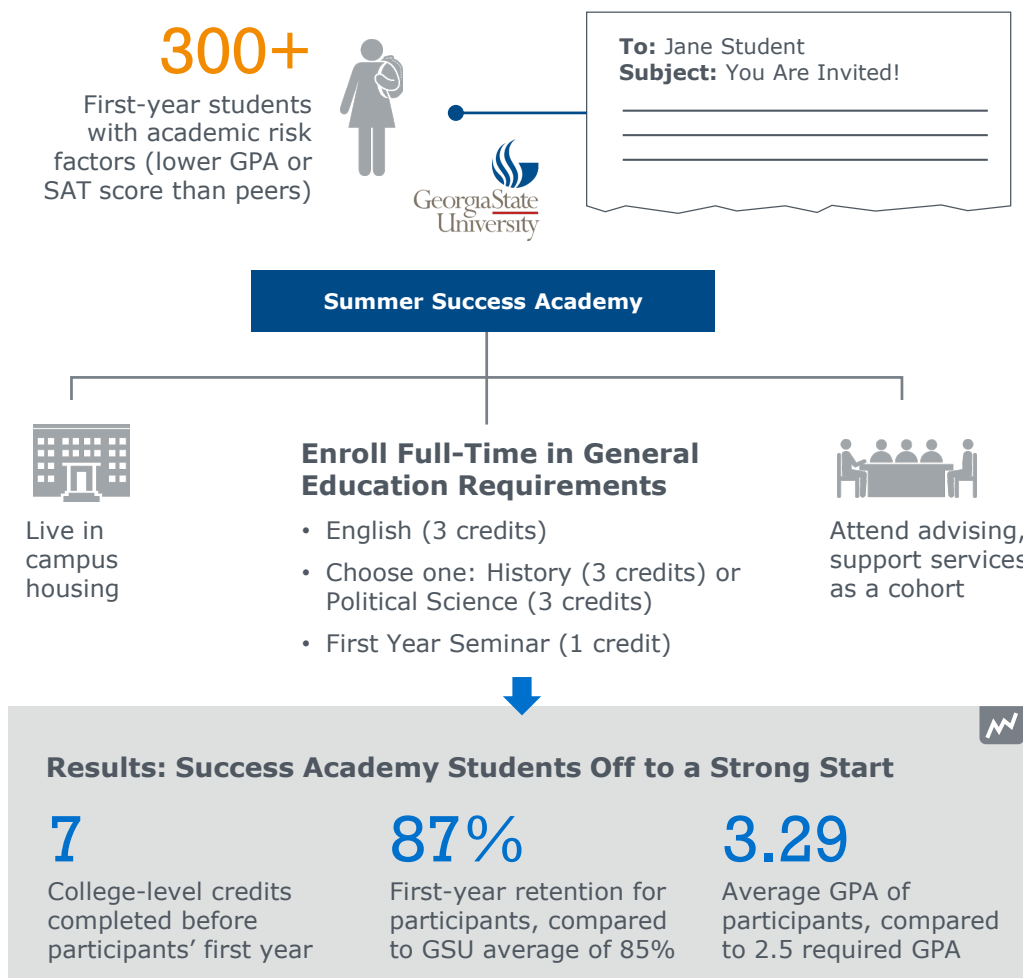 300+
First-year students
with academic risk
factors (lower GPA or
SAT score than peers)
To: Jane Student
Subject: You Are Invited!
GeorgiaState
University
Summer Success Academy
Live in
campus
housing
Enroll Full-Time in General
Education Requirements
• English (3 credits)
• Choose one: History (3 credits) or
Political Science (3 credits)
• First Year Seminar (1 credit)
Attend advising,
support services
as a cohort
Results: Success Academy Students Off to a Strong Start
7
College-level credits
completed before
participants’ first year
87%
First-year retention for
participants, compared
to GSU average of 85%
3.29
Average GPA of
participants, compared
to 2.5 required GPA